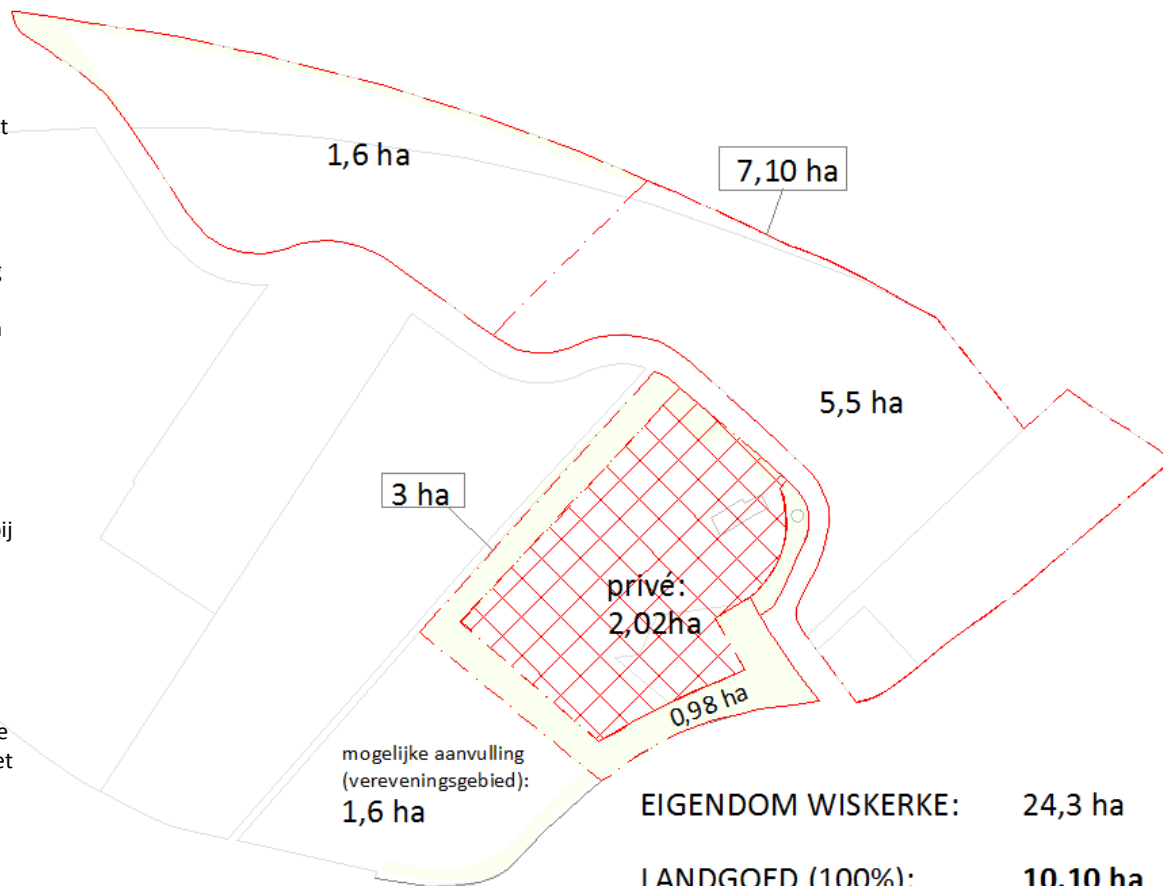 1,6 ha
7,10 ha
5,5 ha
3 ha
privé:
2,02ha
0,98 ha
mogelijke aanvulling
(vereveningsgebied):
1,6 ha
EIGENDOM WISKERKE: 24,3 ha
LANDGOED (100%): 10,10 ha